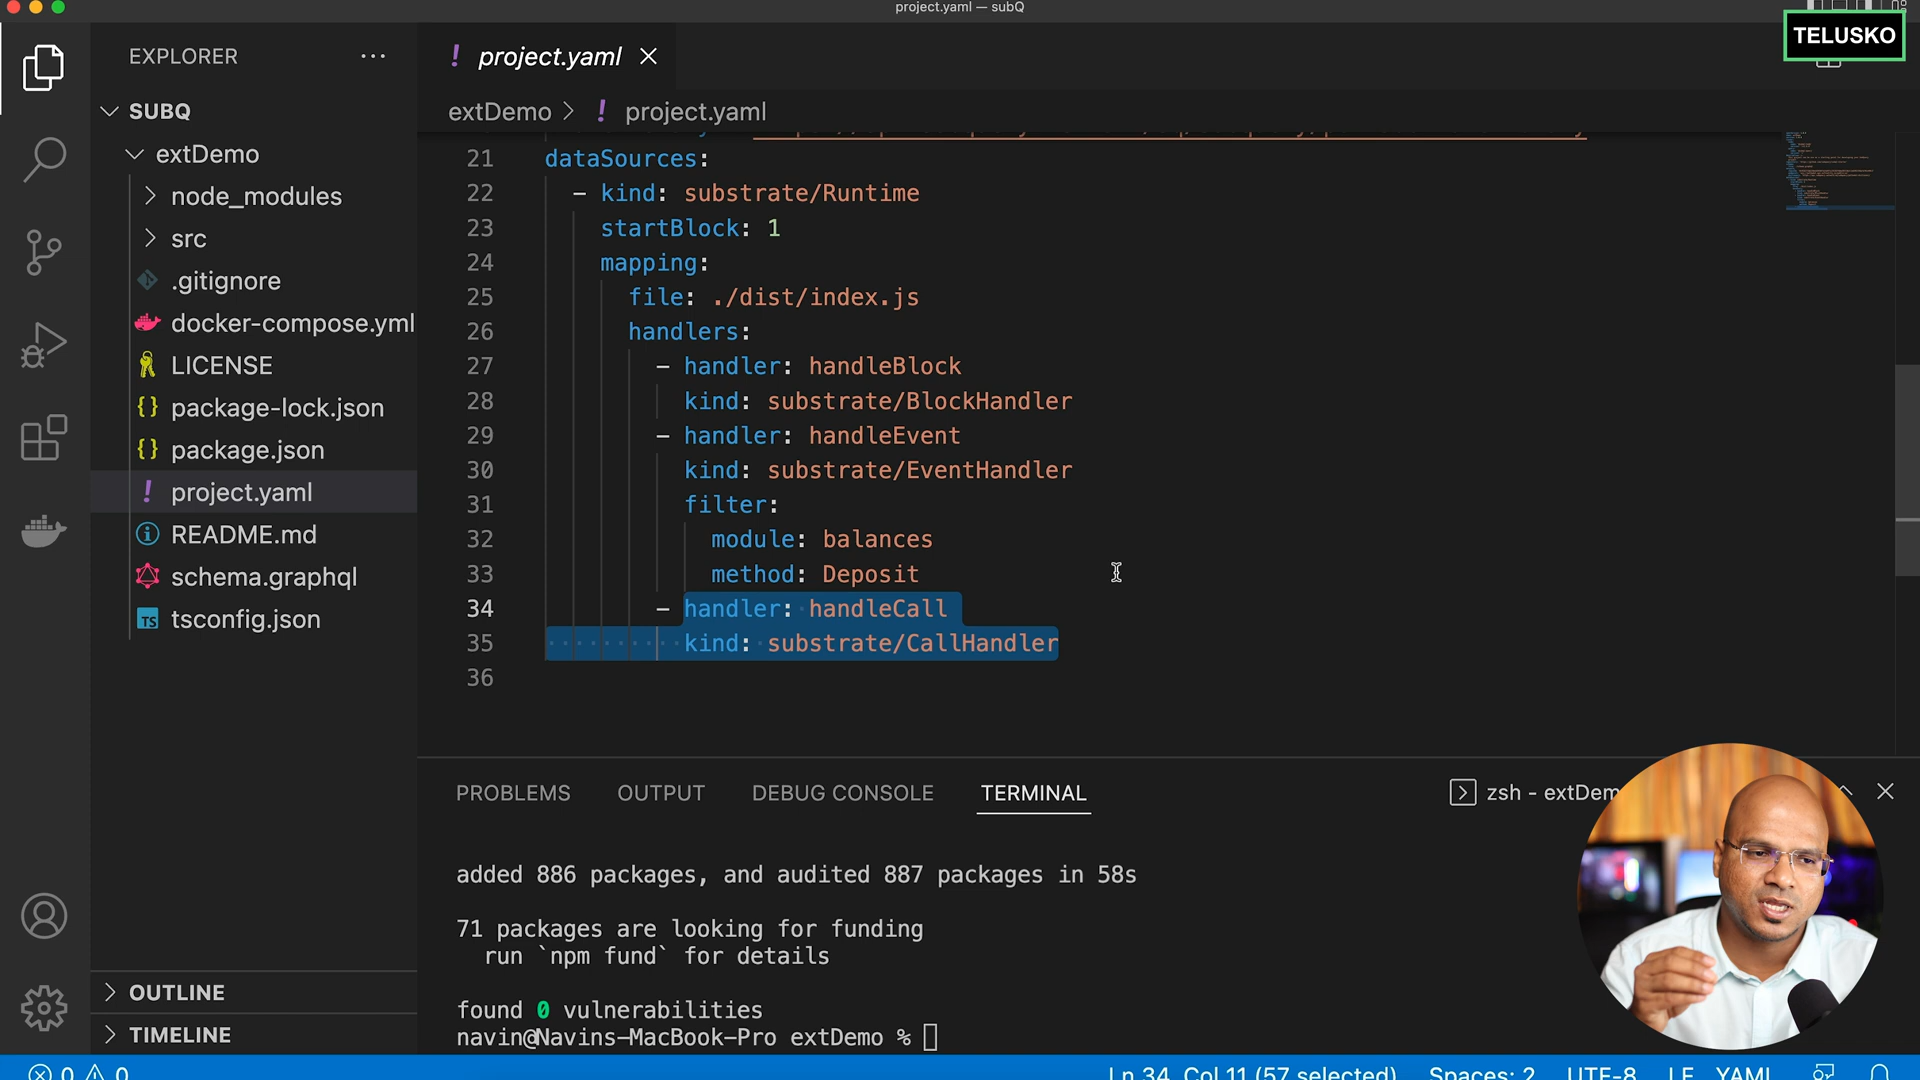 project.yaml — subQ
TELUSKO
EXPLORER
project.yaml
SUBQ
extDemo > ! project.yaml
extDemo
node_modules
src
.gitignore
docker-compose.yml
LICENSE
package-lock.json
package.json
project.yaml
README.md
schema.graphql
tsconfig.json
OUTLINE
TIMELINE
21 dataSources:
22 - kind: substrate/Runtime
23 startBlock: 1
24 mapping:
25 file: ./dist/index.js
26 handlers:
27 - handler: handleBlock
28 kind: substrate/BlockHandler
29 - handler: handleEvent
30 kind: substrate/EventHandler
31 filter:
32 module: balances
33 method: Deposit
34 - handler: handleCall
35 kind: substrate/CallHandler
36
PROBLEMS OUTPUT DEBUG CONSOLE TERMINAL
zsh - extDem
added 886 packages, and audited 887 packages in 58s
71 packages are looking for funding
run `npm fund` for details
found 0 vulnerabilities
navin@Navins-MacBook-Pro extDemo %
0 0 Ln 34, Col 11 (57 selected) Spaces: 2 UTF-8 LF YAML